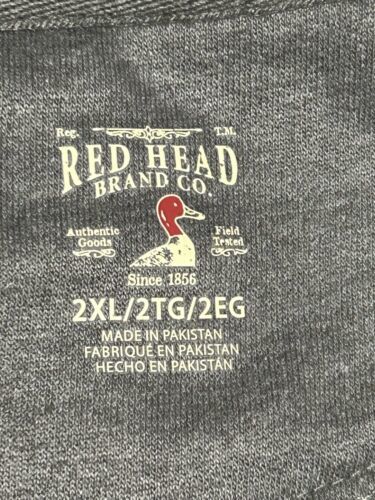 Reg. T.M.
RED HEAD
BRAND CO.
Authentic Field
Goods Tested
Since 1856
2XL/2TG/2EG
MADE IN PAKISTAN
FABRIQUÉ EN PAKISTAN
HECHO EN PAKISTÁN